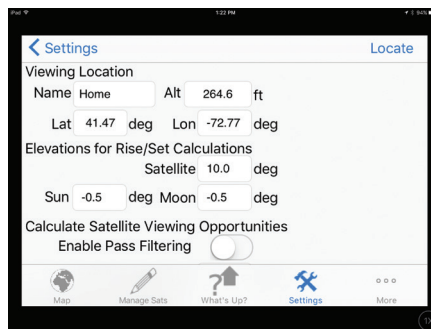 iPad 1:22 PM 94%
Settings Locate
Viewing Location
Name Home Alt 264.6 ft
Lat 41.47 deg Lon -72.77 deg
Elevations for Rise/Set Calculations
Satellite 10.0 deg
Sun -0.5 deg Moon -0.5 deg
Calculate Satellite Viewing Opportunities
Enable Pass Filtering
Map Manage Sats What's Up? Settings More
1X